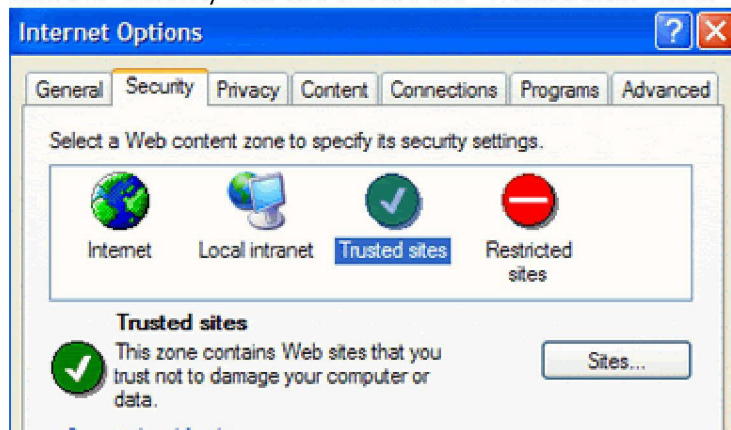 Internet Options
General Security Privacy Content Connections Programs Advanced
Select a Web content zone to specify its security settings.
Internet Local intranet Trusted sites Restricted sites
Trusted sites
This zone contains Web sites that you
trust not to damage your computer or
data.
Sites...